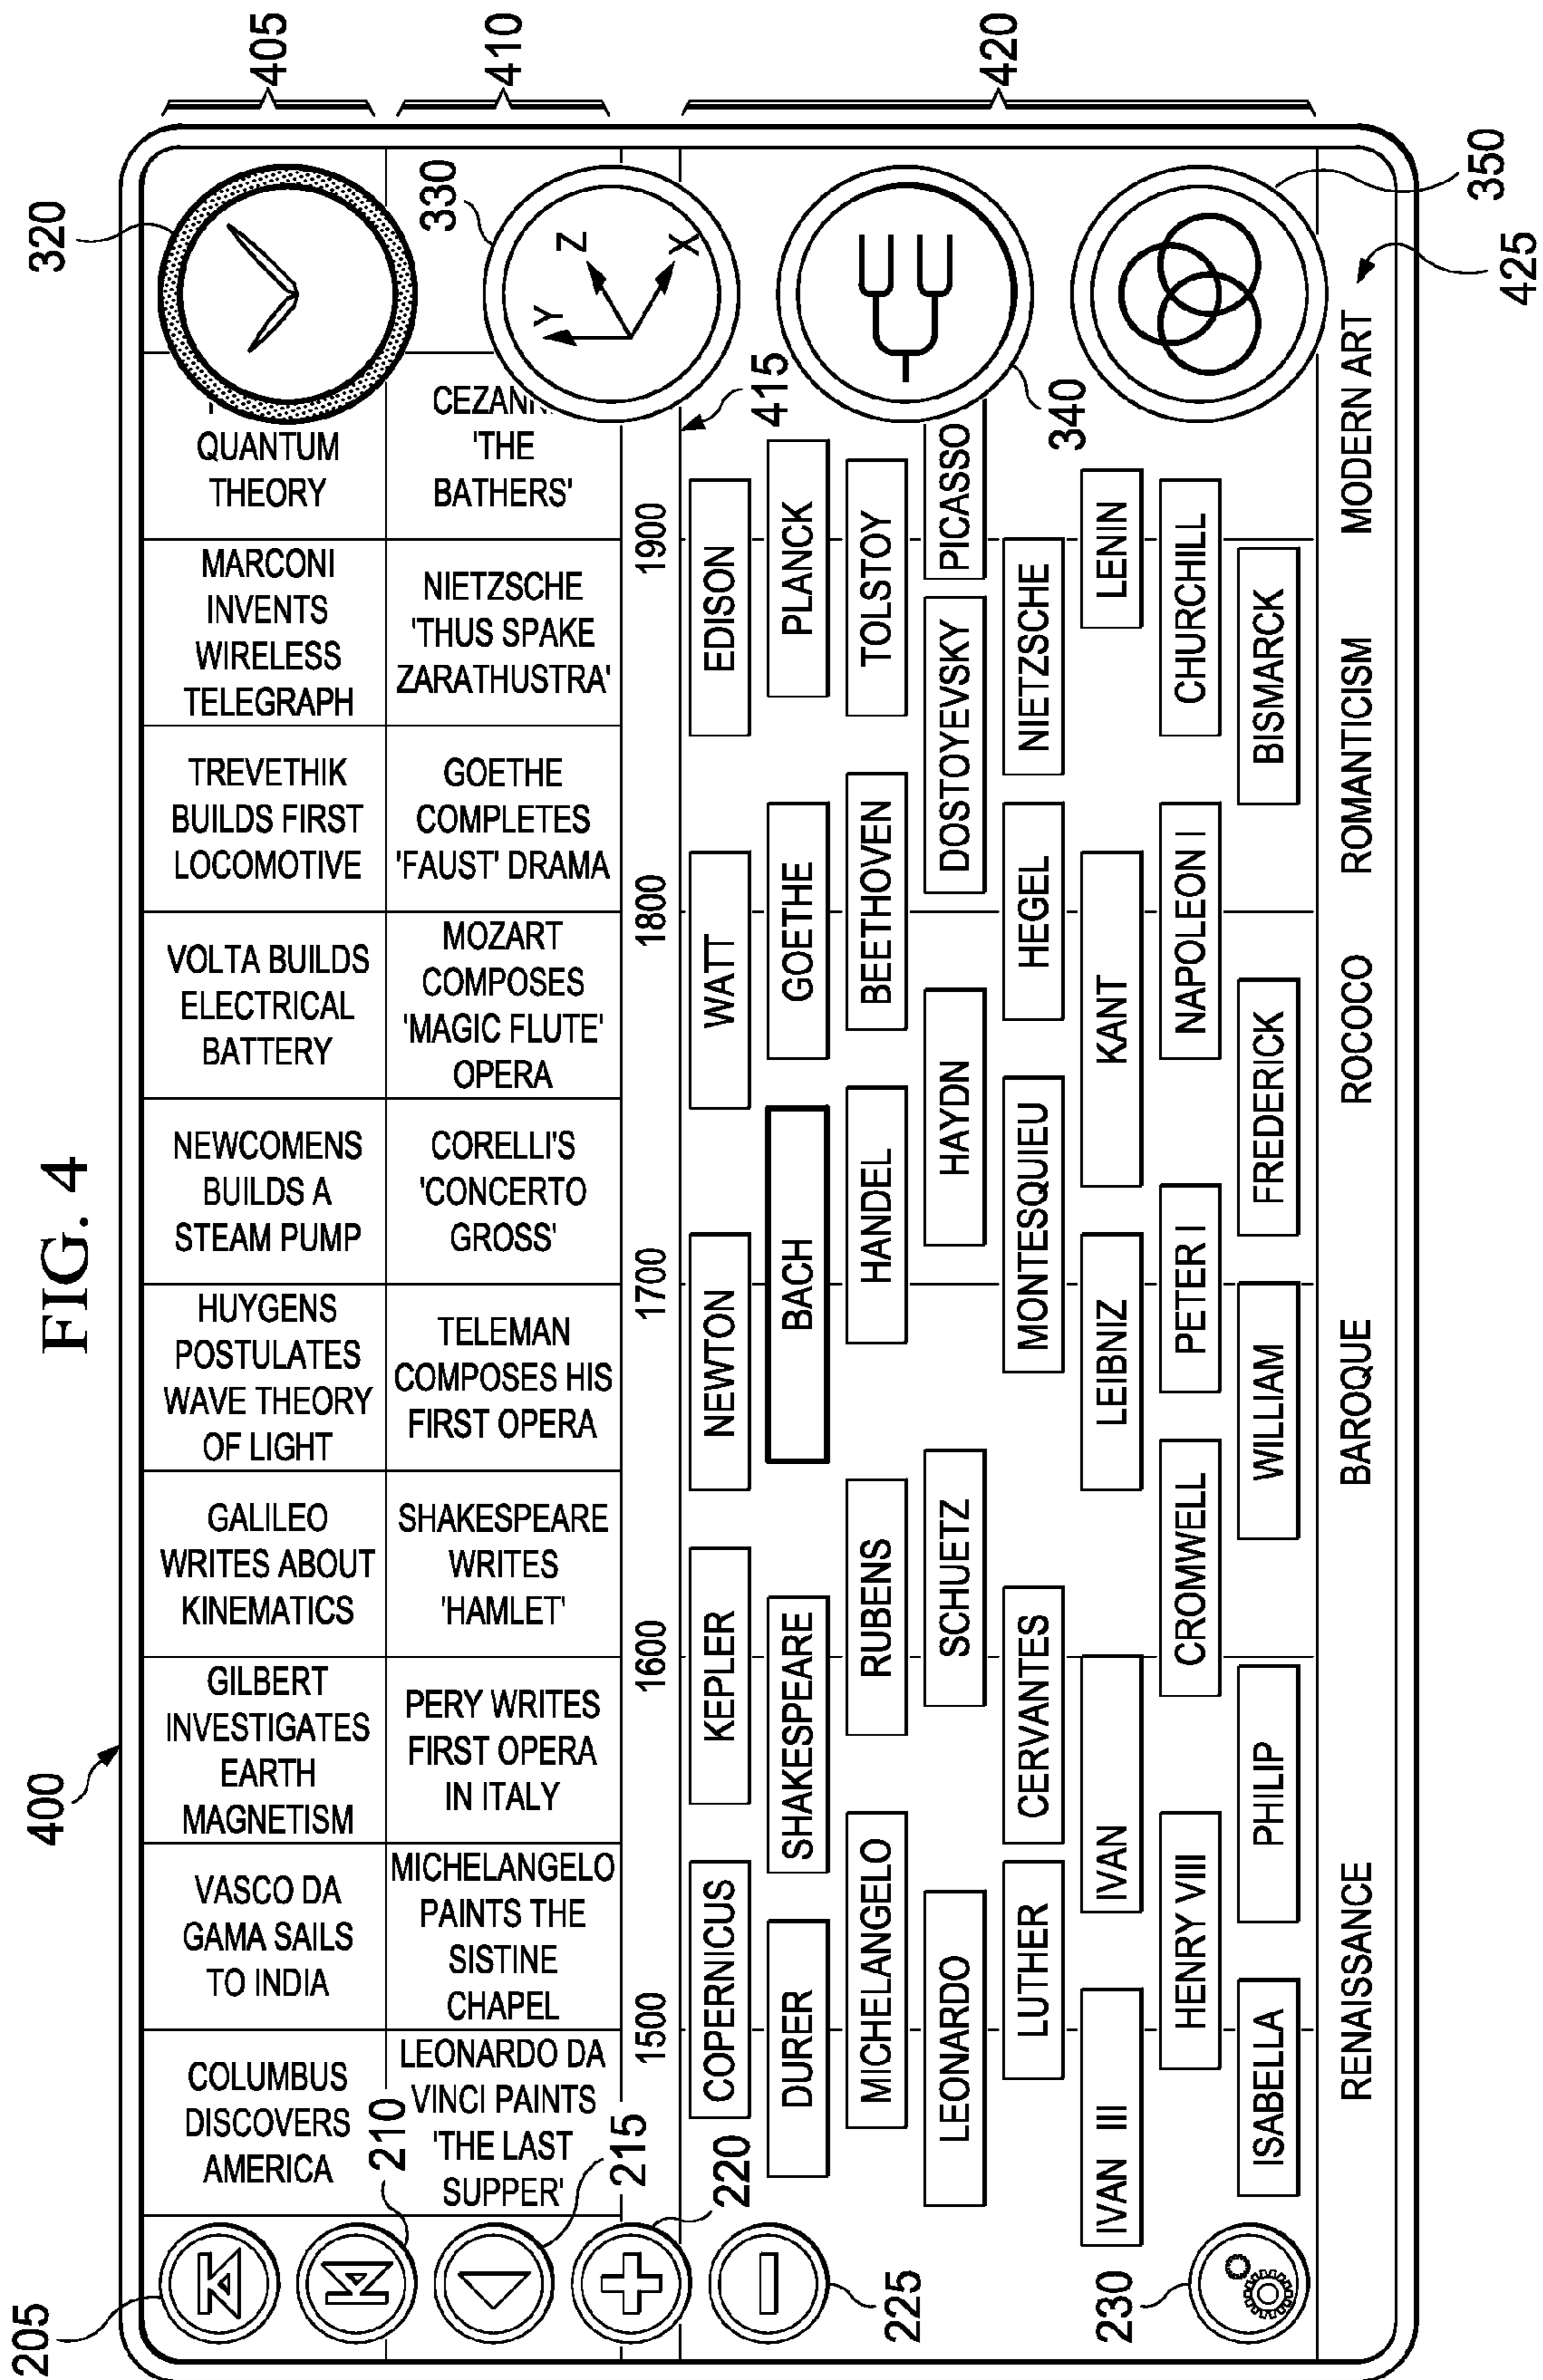 FIG. 4
205
400
320
405
COLUMBUS
DISCOVERS
AMERICA
VASCO DA
GAMA SAILS
TO INDIA
GILBERT
INVESTIGATES
EARTH
MAGNETISM
GALILEO
WRITES ABOUT
KINEMATICS
HUYGENS
POSTULATES
WAVE THEORY
OF LIGHT
NEWCOMENS
BUILDS A
STEAM PUMP
VOLTA BUILDS
ELECTRICAL
BATTERY
TREVETHIK
BUILDS FIRST
LOCOMOTIVE
MARCONI
INVENTS
WIRELESS
TELEGRAPH
QUANTUM
THEORY
210
330
410
LEONARDO DA
VINCI PAINTS
'THE LAST
SUPPER'
MICHELANGELO
PAINTS THE
SISTINE
CHAPEL
PERY WRITES
FIRST OPERA
IN ITALY
SHAKESPEARE
WRITES
'HAMLET'
TELEMAN
COMPOSES HIS
FIRST OPERA
CORELLI'S
'CONCERTO
GROSS'
MOZART
COMPOSES
'MAGIC FLUTE'
OPERA
GOETHE
COMPLETES
'FAUST' DRAMA
NIETZSCHE
'THUS SPAKE
ZARATHUSTRA'
CEZANN
'THE
BATHERS'
Y
Z
X
215
1500 1600 1700 1800 1900
220
415
COPERNICUS KEPLER NEWTON WATT EDISON
DURER SHAKESPEARE BACH GOETHE PLANCK
MICHELANGELO RUBENS HANDEL BEETHOVEN TOLSTOY
225
LEONARDO SCHUETZ HAYDN DOSTOYEVSKY PICASSO
420
LUTHER CERVANTES MONTESQUIEU HEGEL NIETZSCHE
340
230
IVAN III IVAN LEIBNIZ KANT LENIN
HENRY VIII CROMWELL PETER I NAPOLEON I CHURCHILL
ISABELLA PHILIP WILLIAM FREDERICK BISMARCK
RENAISSANCE BAROQUE ROCOCO ROMANTICISM MODERN ART
350
425